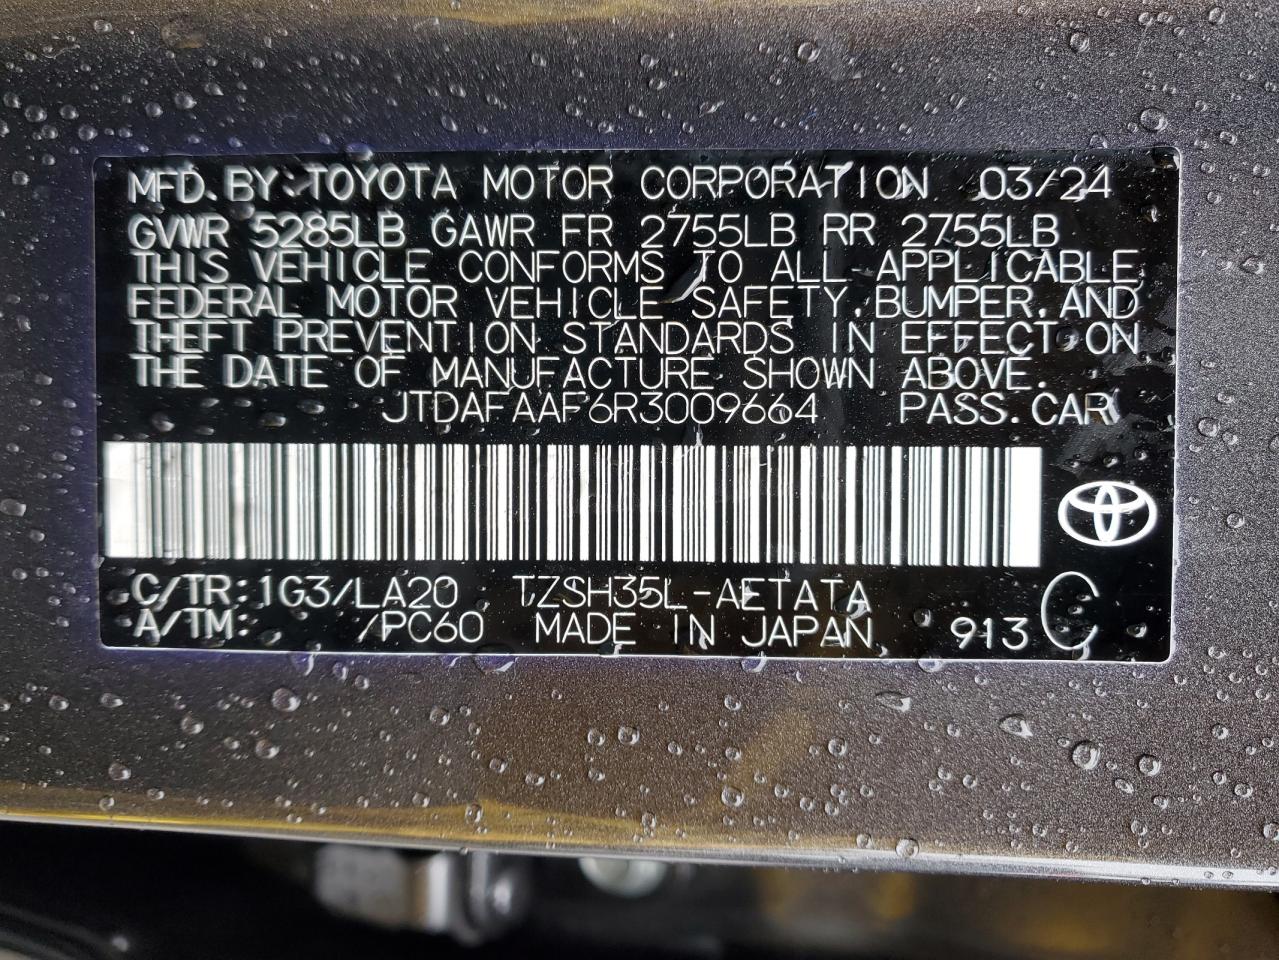 MFD. BY: TOYOTA MOTOR CORPORATION 03/24
GVWR 5285LB GAWR FR 2755LB RR 2755LB
THIS VEHICLE CONFORMS TO ALL APPLICABLE
FEDERAL MOTOR VEHICLE SAFETY, BUMPER, AND
THEFT PREVENTION STANDARDS IN EFFECT ON
THE DATE OF MANUFACTURE SHOWN ABOVE.
JTDAFAAF6R3009664 PASS. CAR
C/TR: 1G3/LA20 TZSH35L-AETATA
A/TM: /PC60 MADE IN JAPAN 913 C